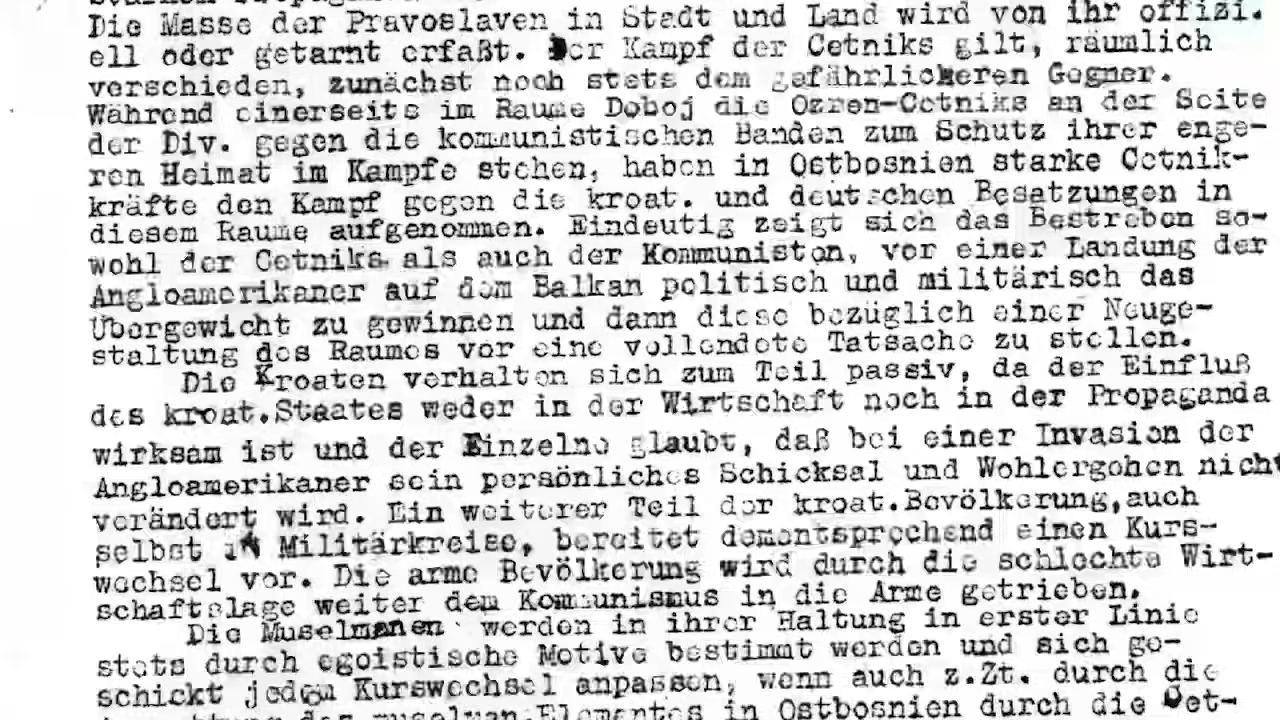 Die Masse der Pravoslaven in Stadt und Land wird von ihr offizi.
ell oder getarnt erfaßt. Der Kampf der Cetniks gilt, räumlich
verschieden, zunächst noch stets dem gefährlicheren Gegner.
Während einerseits im Raume Doboj die Ozren-Cetniks an der Seite
der Div. gegen die kommunistischen Banden zum Schutz ihrer enge-
ren Heimat im Kampfe stehen, haben in Ostbosnien starke Cetnik-
kräfte den Kampf gegen die kroat. und deutschen Besatzungen in
diesem Raume aufgenommen. Eindeutig zeigt sich das Bestreben so-
wohl der Cetniks als auch der Kommunisten, vor einer Landung der
Angloamerikaner auf dem Balkan politisch und militärisch das
Übergewicht zu gewinnen und dann diese bezüglich einer Neuge-
staltung des Raumes vor eine vollendete Tatsache zu stellen.
Die Kroaten verhalten sich zum Teil passiv, da der Einfluß
des kroat.Staates weder in der Wirtschaft noch in der Propaganda
wirksam ist und der Einzelne glaubt, daß bei einer Invasion der
Angloamerikaner sein persönliches Schicksal und Wohlergehen nicht
verändert wird. Ein weiterer Teil der kroat.Bevölkerung,auch
selbst in Militärkreise, bereitet dementsprechend einen Kurs-
wechsel vor. Die arme Bevölkerung wird durch die schlechte Wirt-
schaftslage weiter dem Kommunismus in die Arme getrieben.
Die Muselmanen werden in ihrer Haltung in erster Linie
stets durch egoistische Motive bestimmt werden und sich ge-
schickt jedem Kurswechsel anpassen, wenn auch z.Zt. durch die
des muselman.Elementes in Ostbosnien durch die Cet-